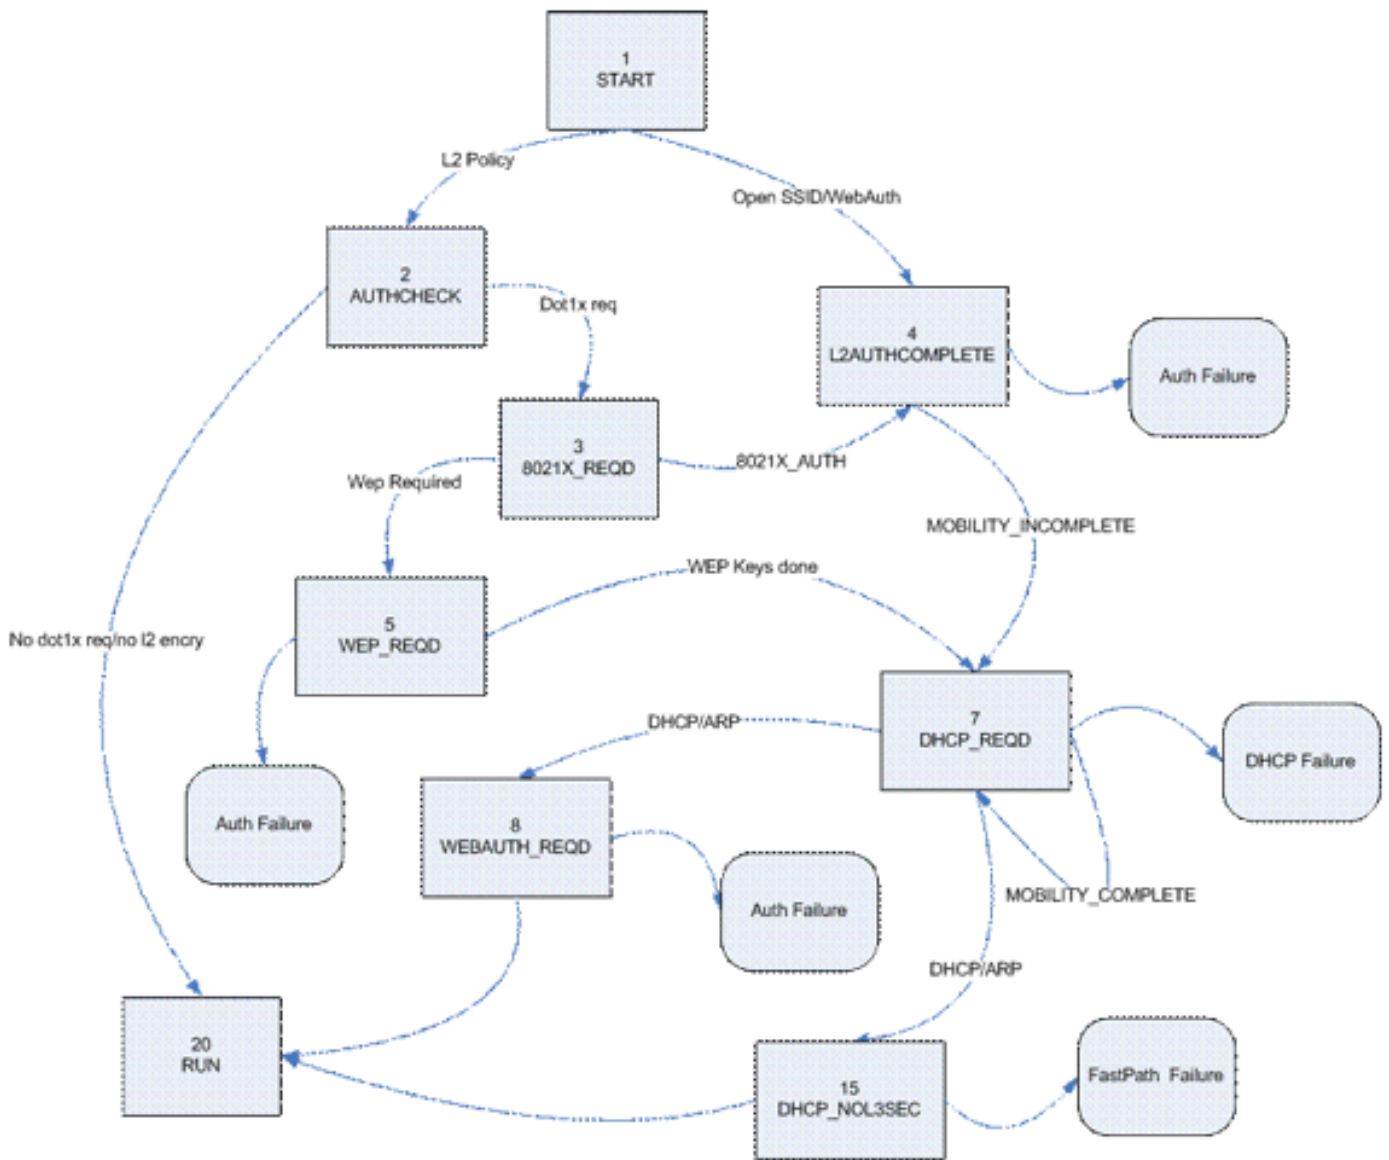 1
START
L2 Policy
Open SSID/WebAuth
2
AUTHCHECK
Dot1x req
4
L2AUTHCOMPLETE
Auth Failure
3
8021X_REQD
8021X_AUTH
Wep Required
MOBILITY_INCOMPLETE
WEP Keys done
5
WEP_REQD
No dot1x req/no l2 encry
7
DHCP_REQD
DHCP/ARP
DHCP Failure
Auth Failure
8
WEBAUTH_REQD
MOBILITY_COMPLETE
Auth Failure
DHCP/ARP
20
RUN
15
DHCP_NOL3SEC
FastPath Failure